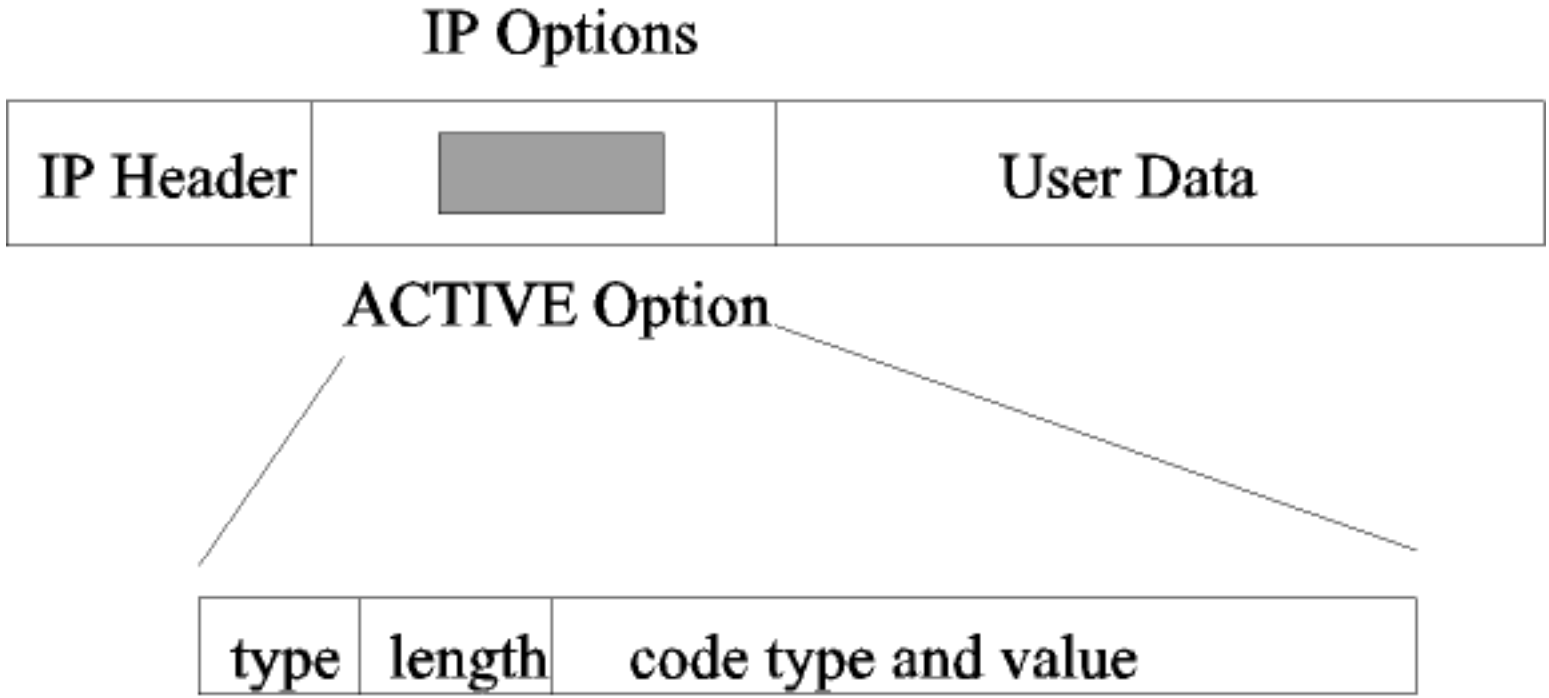 IP Options
IP Header User Data
ACTIVE Option
type length code type and value